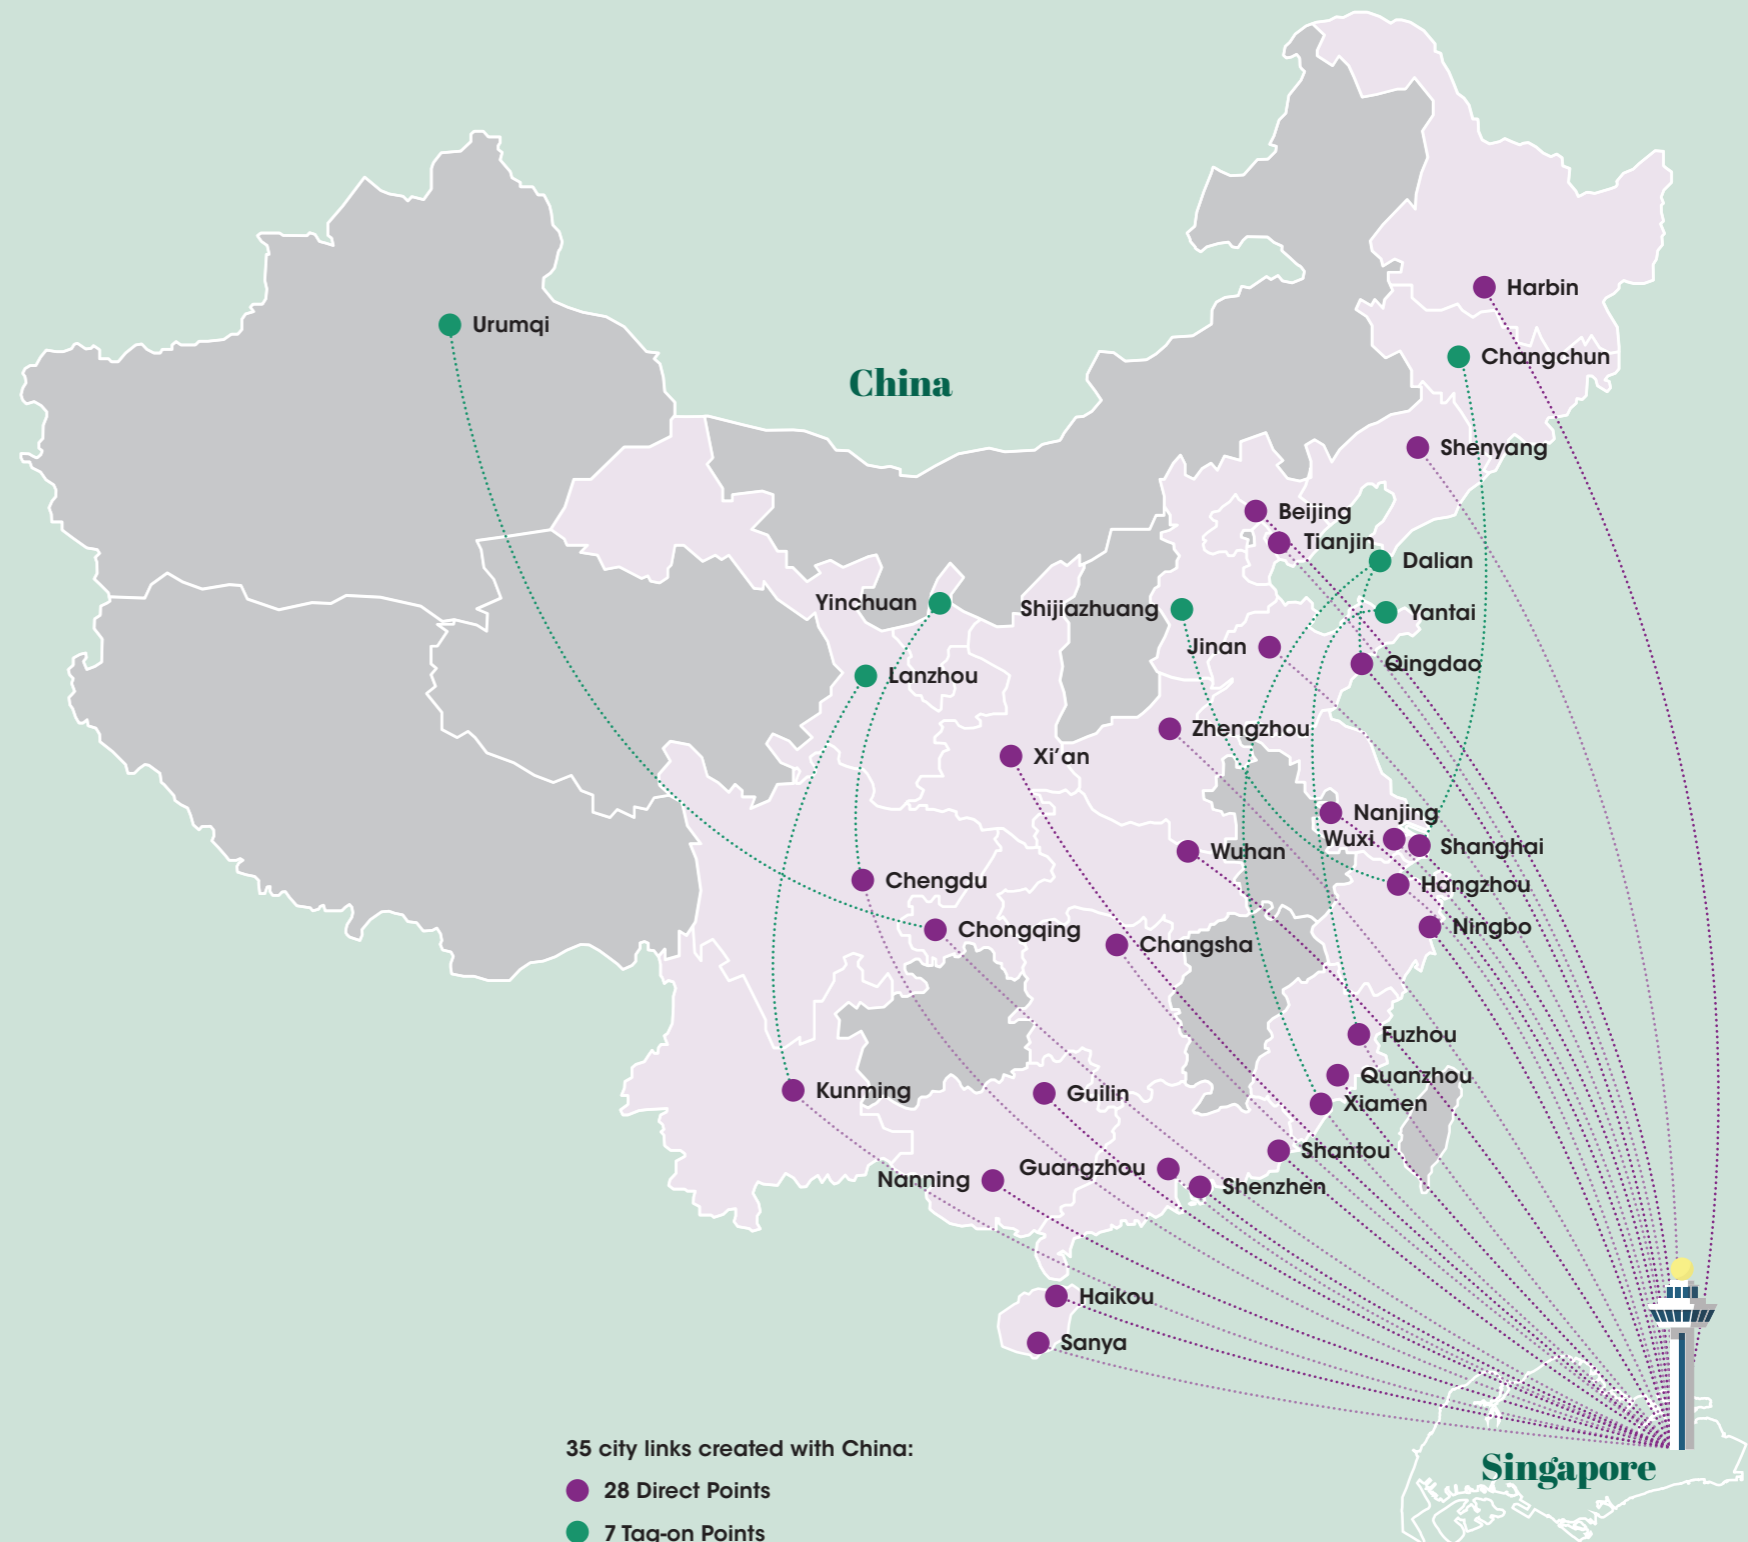 Harbin
Urumqi
Changchun
China
Shenyang
Beijing
Tianjin
Dalian
Yinchuan
Shijiazhuang
Yantai
Jinan
Qingdao
Lanzhou
Zhengzhou
Xi’an
Nanjing
Wuxi
Shanghai
Wuhan
Chengdu
Hangzhou
Ningbo
Chongqing
Changsha
Fuzhou
Quanzhou
Kunming
Guilin
Xiamen
Shantou
Guangzhou
Nanning
Shenzhen
Haikou
Sanya
35 city links created with China:
Singapore
28 Direct Points
7 Tag-on Points